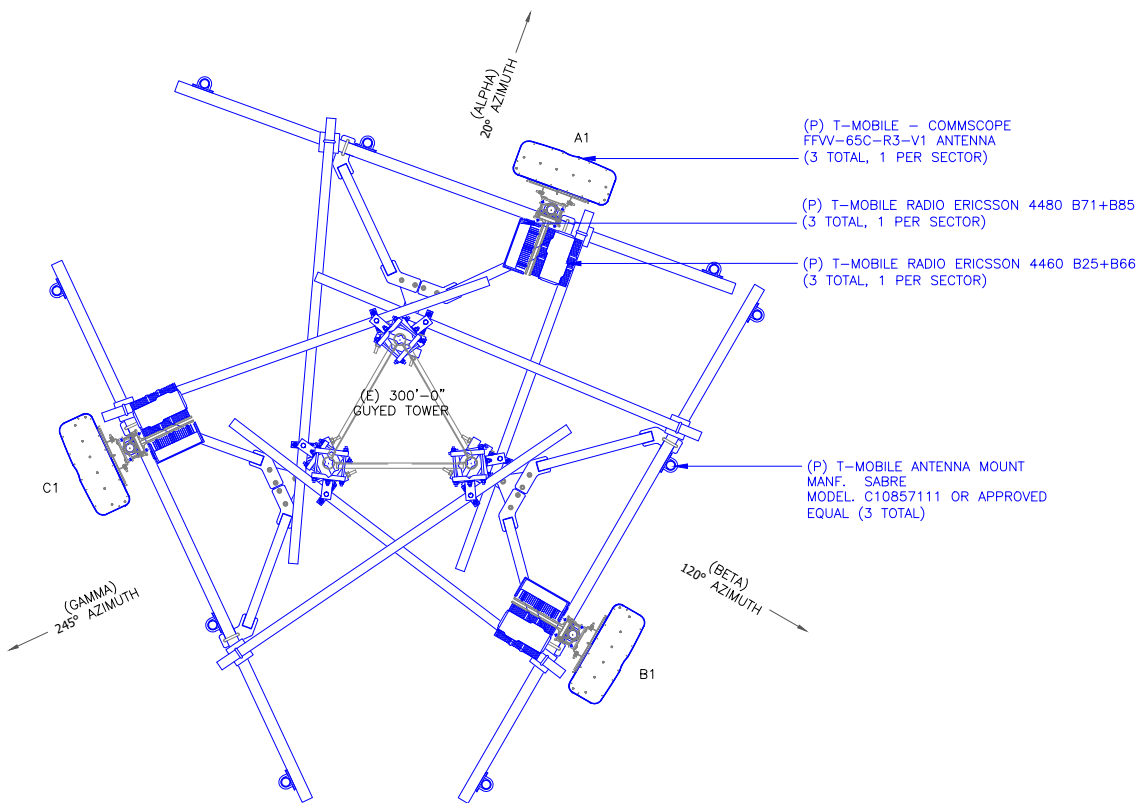 (ALPHA)
20° AZIMUTH
A1
(P) T-MOBILE - COMMSCOPE
FFVV-65C-R3-V1 ANTENNA
(3 TOTAL, 1 PER SECTOR)
(P) T-MOBILE RADIO ERICSSON 4480 B71+B85
(3 TOTAL, 1 PER SECTOR)
(P) T-MOBILE RADIO ERICSSON 4460 B25+B66
(3 TOTAL, 1 PER SECTOR)
(E) 300'-0"
GUYED TOWER
(P) T-MOBILE ANTENNA MOUNT
MANF. SABRE
MODEL. C10857111 OR APPROVED
EQUAL (3 TOTAL)
C1
(GAMMA)
245° AZIMUTH
(BETA)
120° AZIMUTH
B1